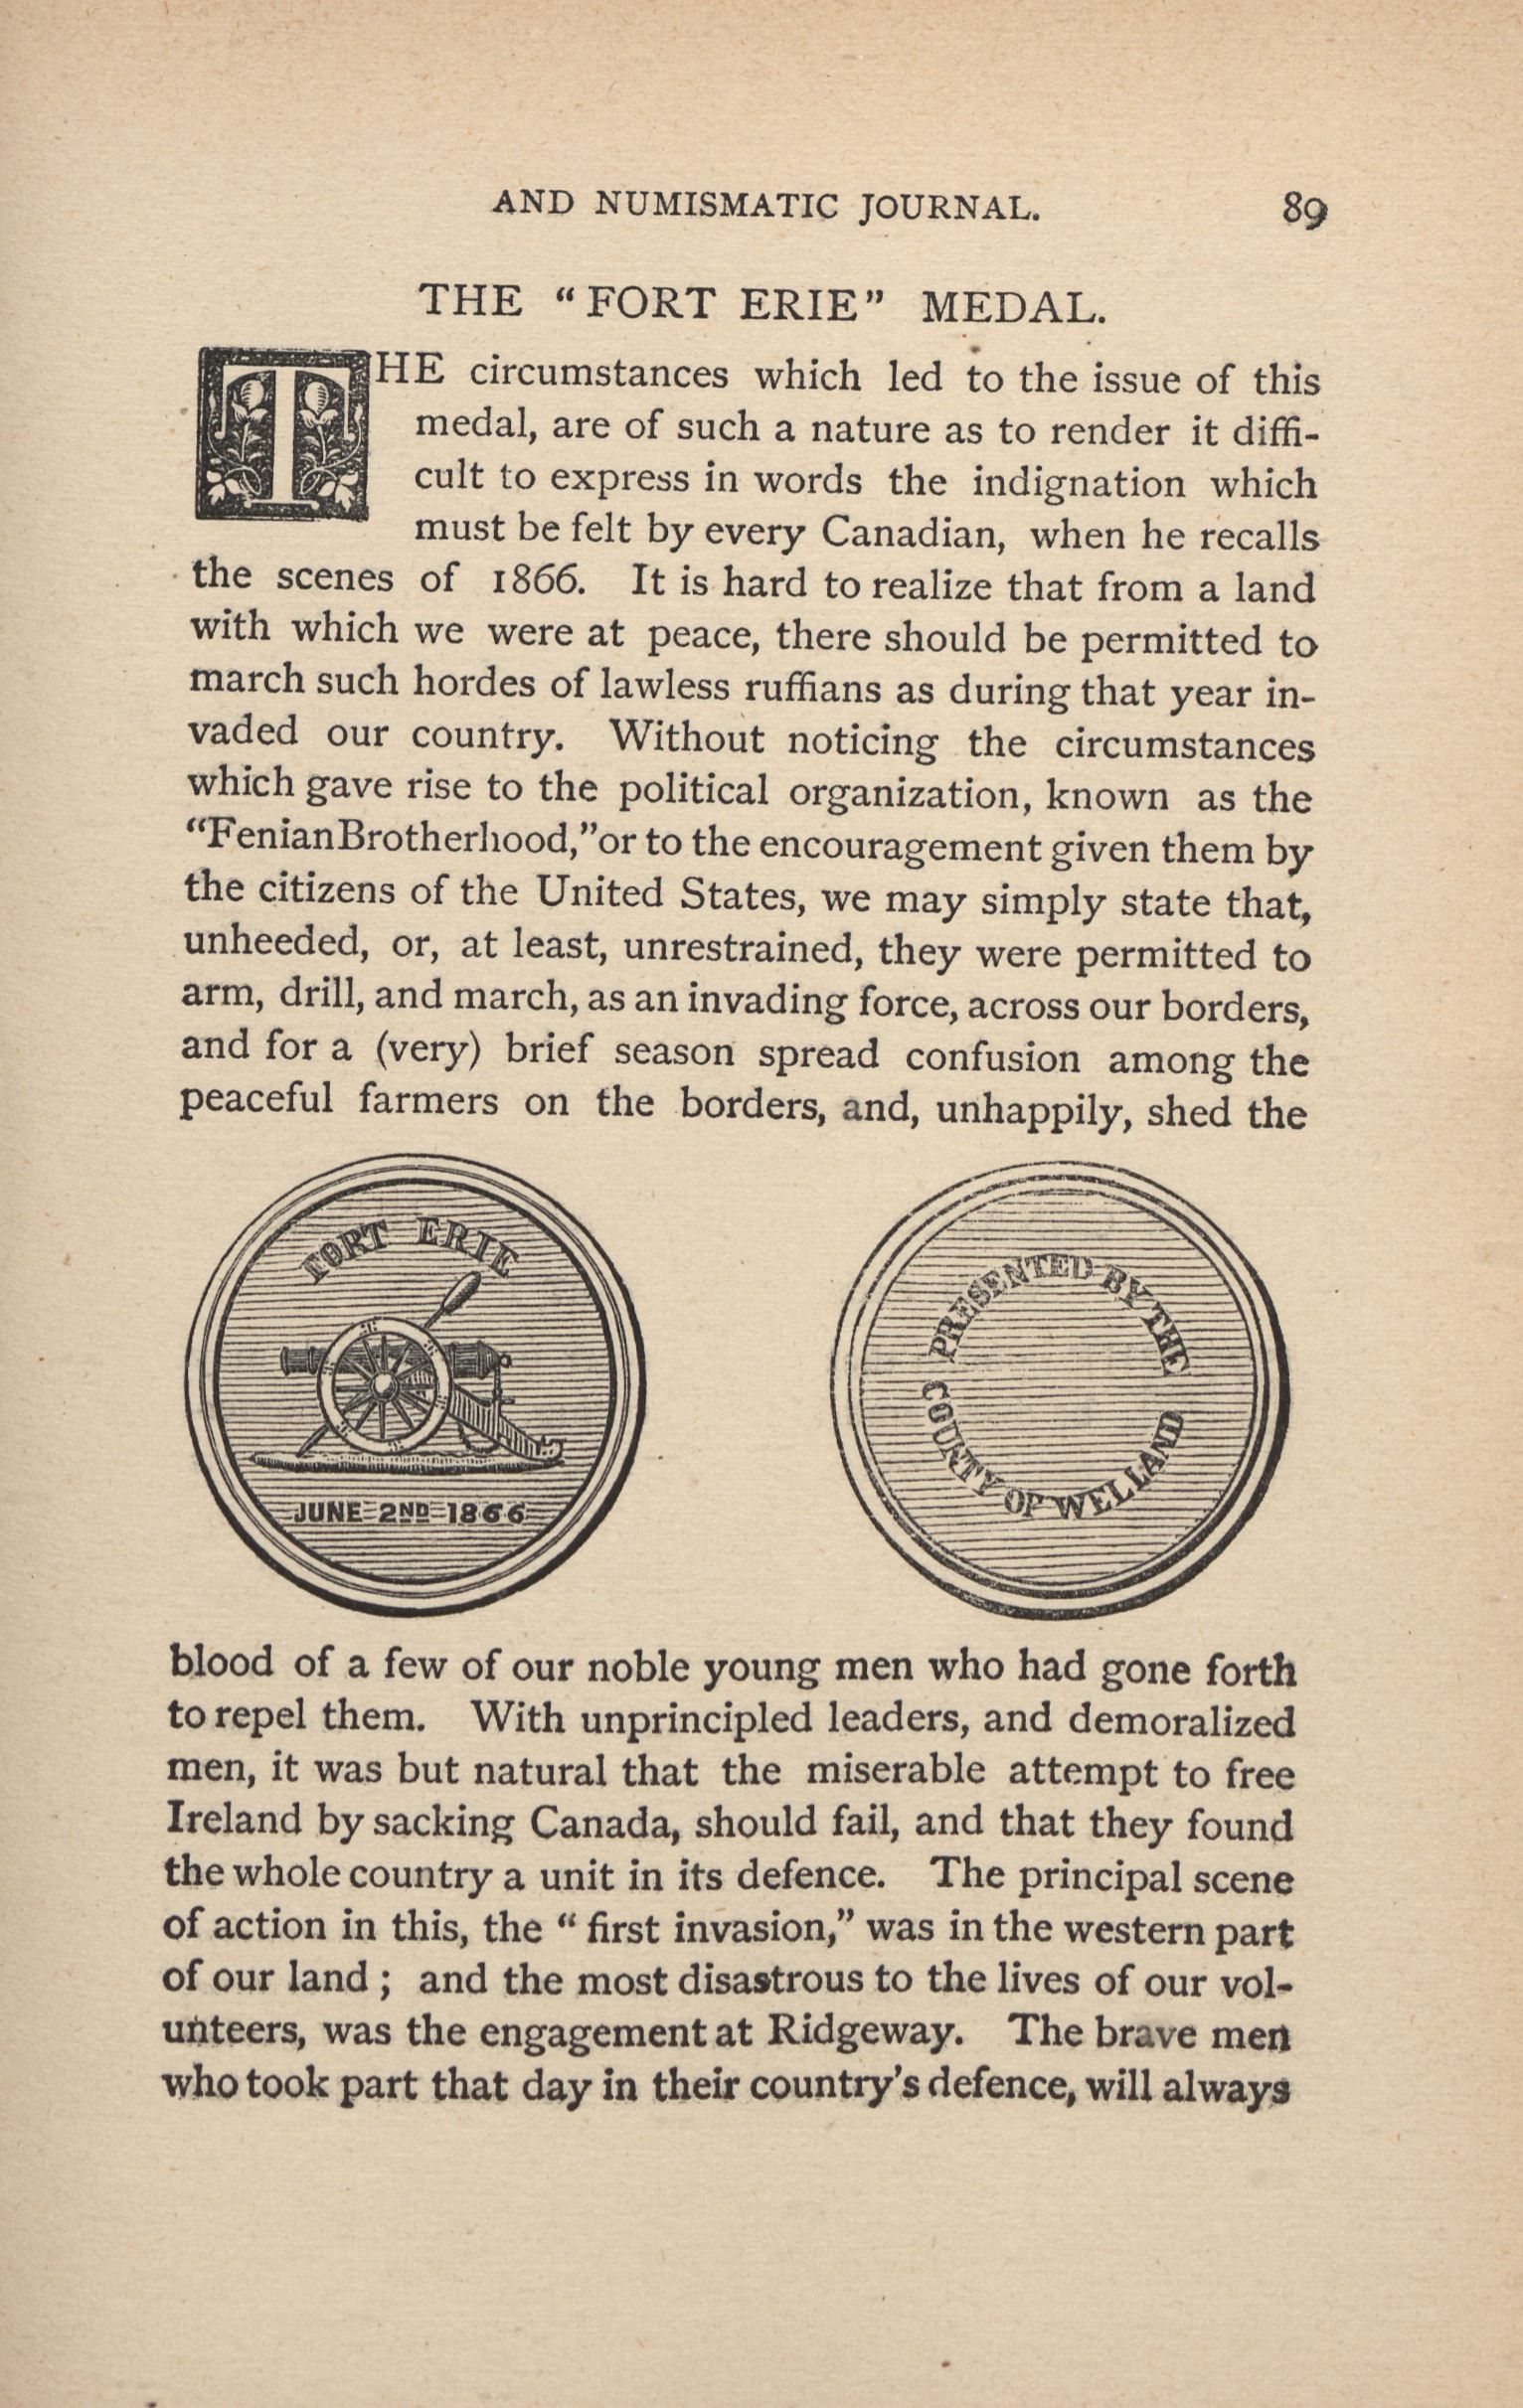 AND NUMISMATIC JOURNAL. 89
THE “FORT ERIE” MEDAL.
THE circumstances which led to the issue of this
medal, are of such a nature as to render it diffi-
cult to express in words the indignation which
must be felt by every Canadian, when he recalls
the scenes of 1866. It is hard to realize that from a land
with which we were at peace, there should be permitted to
march such hordes of lawless ruffians as during that year in-
vaded our country. Without noticing the circumstances
which gave rise to the political organization, known as the
“Fenian Brotherhood,” or to the encouragement given them by
the citizens of the United States, we may simply state that,
unheeded, or, at least, unrestrained, they were permitted to
arm, drill, and march, as an invading force, across our borders,
and for a (very) brief season spread confusion among the
peaceful farmers on the borders, and, unhappily, shed the
FORT ERIE
JUNE 2ND 1866
PRESENTED BY THE
COUNTY OF WELLAND
blood of a few of our noble young men who had gone forth
to repel them. With unprincipled leaders, and demoralized
men, it was but natural that the miserable attempt to free
Ireland by sacking Canada, should fail, and that they found
the whole country a unit in its defence. The principal scene
of action in this, the “ first invasion,” was in the western part
of our land ; and the most disastrous to the lives of our vol-
unteers, was the engagement at Ridgeway. The brave men
who took part that day in their country's defence, will always